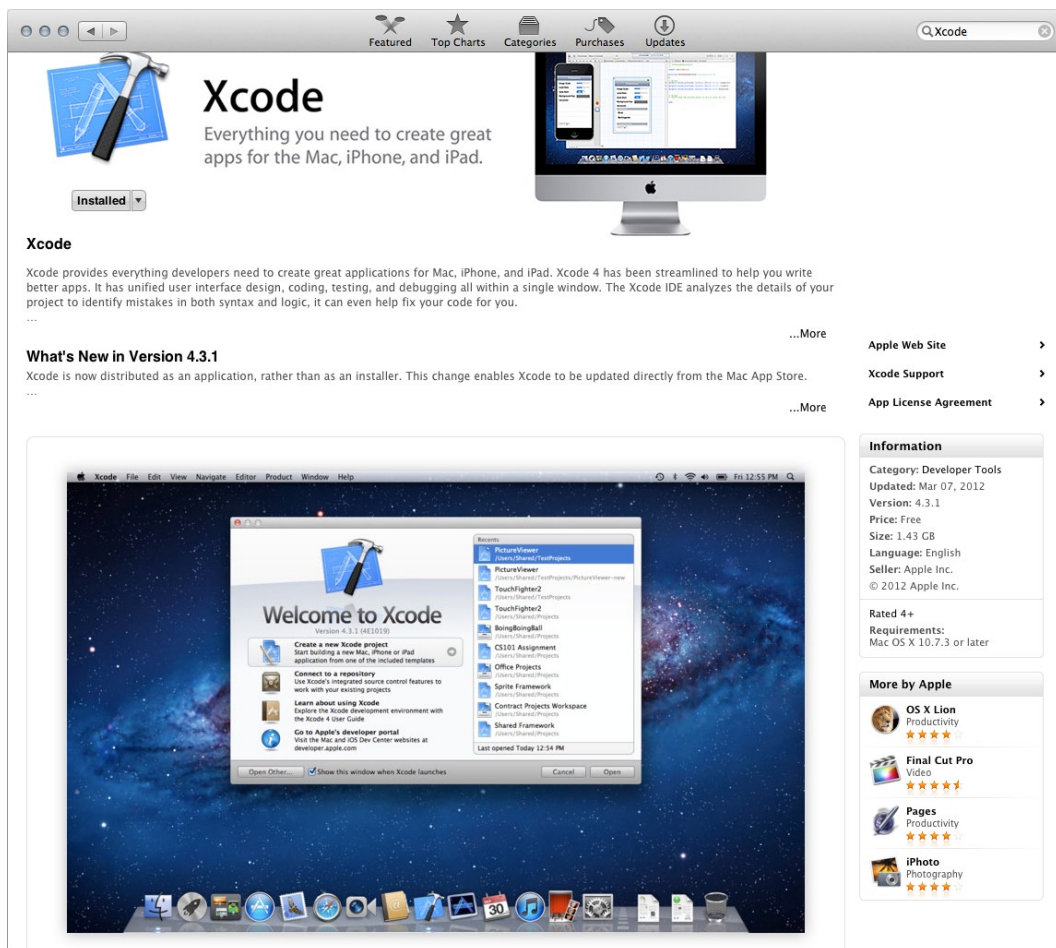 Featured
Top Charts
Categories
Purchases
Updates
Xcode
Xcode
Everything you need to create great
apps for the Mac, iPhone, and iPad.
Installed
Xcode
Xcode provides everything developers need to create great applications for Mac, iPhone, and iPad. Xcode 4 has been streamlined to help you write
better apps. It has unified user interface design, coding, testing, and debugging all within a single window. The Xcode IDE analyzes the details of your
project to identify mistakes in both syntax and logic, it can even help fix your code for you.
...
...More
What's New in Version 4.3.1
Xcode is now distributed as an application, rather than as an installer. This change enables Xcode to be updated directly from the Mac App Store.
...
...More
Apple Web Site
Xcode Support
App License Agreement
Xcode File Edit View Navigate Editor Product Window Help
Fri 12:55 PM
Welcome to Xcode
Version 4.3.1 (4E1019)
Create a new Xcode project
Start building a new Mac, iPhone or iPad
application from one of the included templates
Connect to a repository
Use Xcode's integrated source control features to
work with your existing projects
Learn about using Xcode
Explore the Xcode development environment with
the Xcode 4 User Guide
Go to Apple's developer portal
Visit the Mac and iOS Dev Center websites at
developer.apple.com
Recents
PictureViewer
/Users/Shared/TestProjects
PictureViewer
/Users/Shared/TestProjects/PictureViewer-new
TouchFighter2
/Users/Shared/TestProjects
TouchFighter2
/Users/Shared/Projects
BoingBoingBall
/Users/Shared/Projects
CS101 Assignment
/Users/Shared/Projects
Office Projects
/Users/Shared/Projects
Sprite Framework
/Users/Shared/Projects
Contract Projects Workspace
/Users/Shared/Projects
Shared Framework
/Users/Shared/Projects
Last opened Today 12:54 PM
Open Other...
Show this window when Xcode launches
Cancel
Open
30
Information
Category: Developer Tools
Updated: Mar 07, 2012
Version: 4.3.1
Price: Free
Size: 1.43 GB
Language: English
Seller: Apple Inc.
© 2012 Apple Inc.
Rated 4+
Requirements:
Mac OS X 10.7.3 or later
More by Apple
OS X Lion
Productivity
Final Cut Pro
Video
Pages
Productivity
iPhoto
Photography